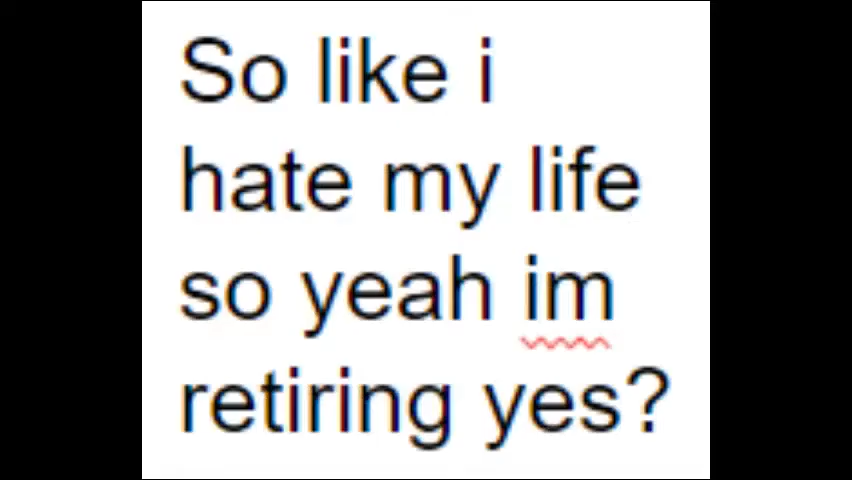 So like i
hate my life
so yeah im
retiring yes?